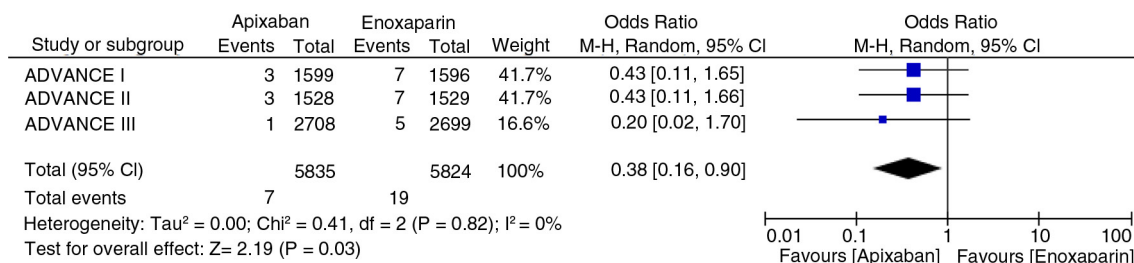 Apixaban Enoxaparin Odds Ratio Odds Ratio
Study or subgroup Events Total Events Total Weight M-H, Random, 95% CI M-H, Random, 95% CI
ADVANCE I 3 1599 7 1596 41.7% 0.43 [0.11, 1.65]
ADVANCE II 3 1528 7 1529 41.7% 0.43 [0.11, 1.66]
ADVANCE III 1 2708 5 2699 16.6% 0.20 [0.02, 1.70]
Total (95% CI) 5835 5824 100% 0.38 [0.16, 0.90]
Total events 7 19
Heterogeneity: Tau² = 0.00; Chi² = 0.41, df = 2 (P = 0.82); I² = 0%
Test for overall effect: Z= 2.19 (P = 0.03)
0.01 0.1 1 10 100
Favours [Apixaban] Favours [Enoxaparin]